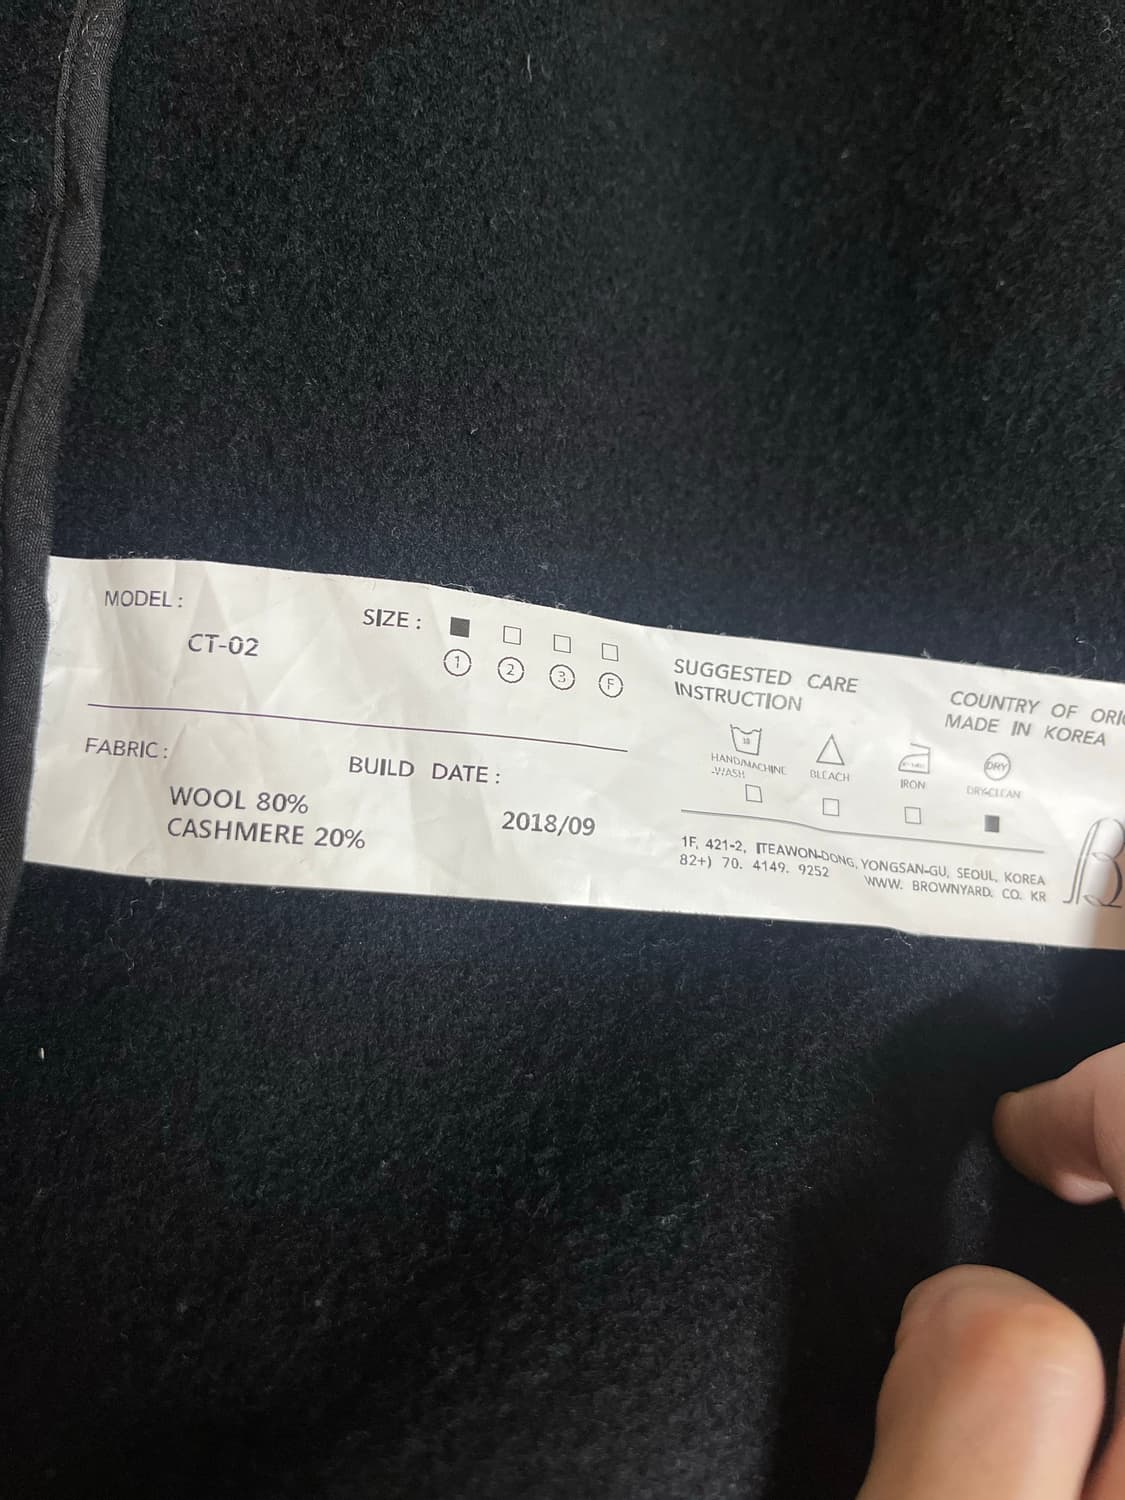 MODEL :
CT-02
SIZE :
1 2 3 F
FABRIC :
WOOL 80%
CASHMERE 20%
BUILD DATE :
2018/09
SUGGESTED CARE
INSTRUCTION
HAND/MACHINE
-WASH
BLEACH
IRON
DRY
DRY-CLEAN
COUNTRY OF ORI
MADE IN KOREA
1F, 421-2, ITEAWON-DONG, YONGSAN-GU, SEOUL, KOREA
82+) 70. 4149. 9252
WWW. BROWNYARD. CO. KR
B